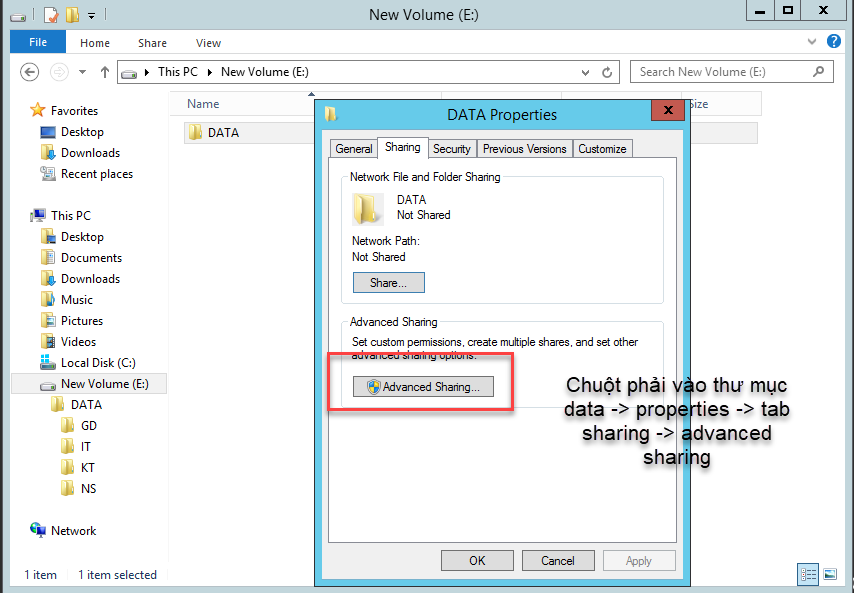 New Volume (E:)
File Home Share View
This PC New Volume (E:)
Search New Volume (E:)
Favorites
Desktop
Downloads
Recent places
This PC
Desktop
Documents
Downloads
Music
Pictures
Videos
Local Disk (C:)
New Volume (E:)
DATA
GD
IT
KT
NS
Network
Name
DATA
DATA Properties
General Sharing Security Previous Versions Customize
Network File and Folder Sharing
DATA
Not Shared
Network Path:
Not Shared
Share...
Advanced Sharing
Set custom permissions, create multiple shares, and set other
advanced sharing options.
Advanced Sharing...
OK Cancel Apply
Chuột phải vào thư mục
data -> properties -> tab
sharing -> advanced
sharing
1 item 1 item selected